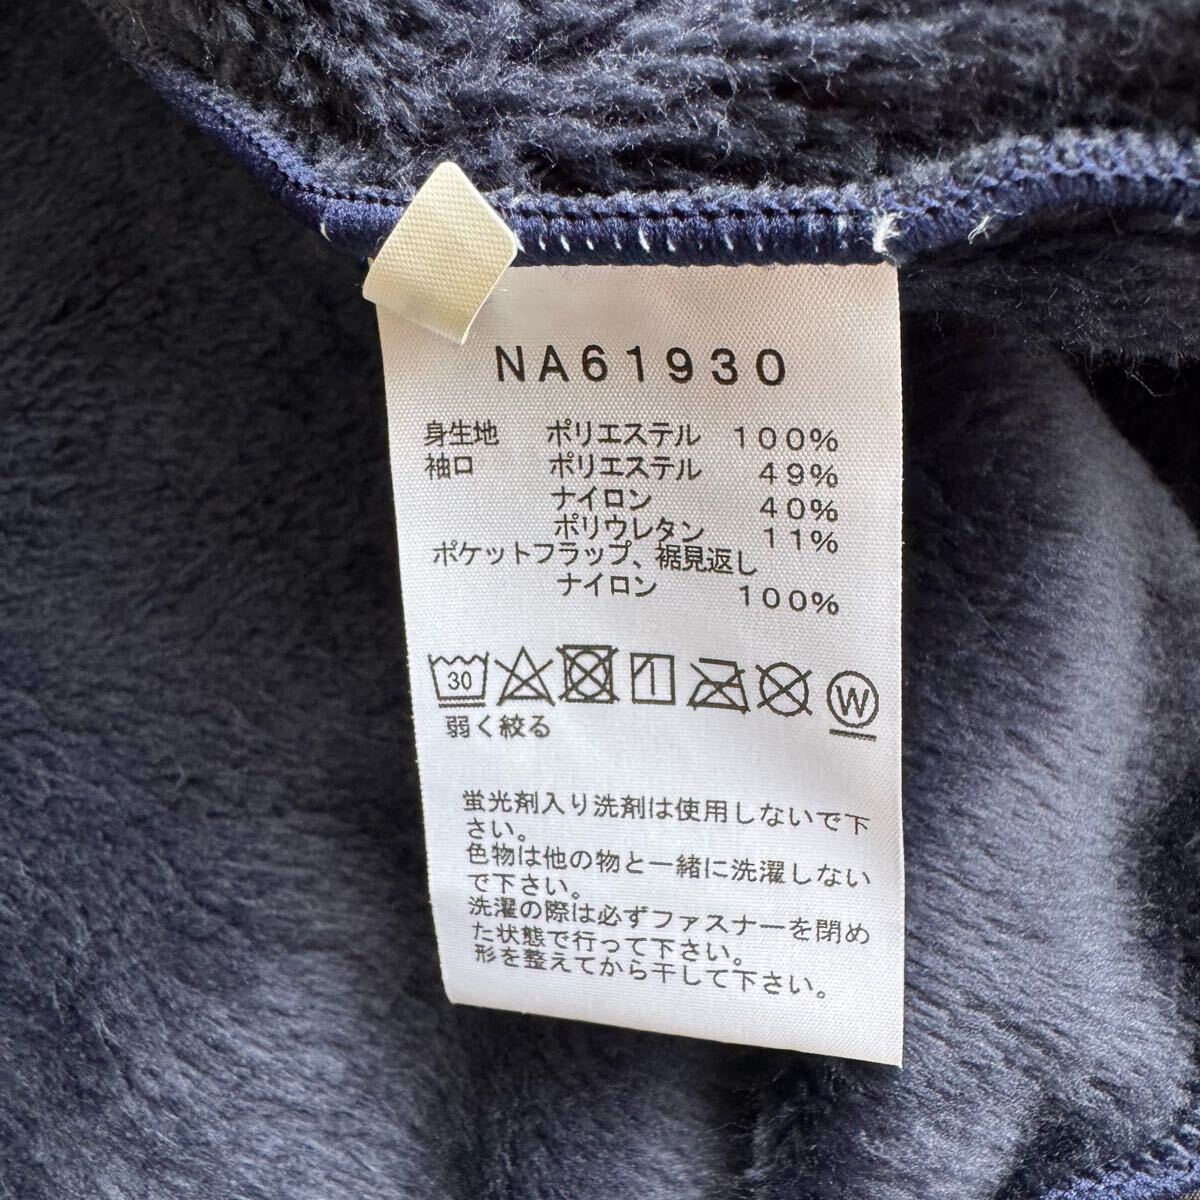 NA61930
身生地 ポリエステル 100%
袖口 ポリエステル 49%
ナイロン 40%
ポリウレタン 11%
ポケットフラップ、裾見返し
ナイロン 100%
30 W
弱く絞る
蛍光剤入り洗剤は使用しないで下
さい。
色物は他の物と一緒に洗濯しない
で下さい。
洗濯の際は必ずファスナーを閉め
た状態で行って下さい。
形を整えてから干して下さい。